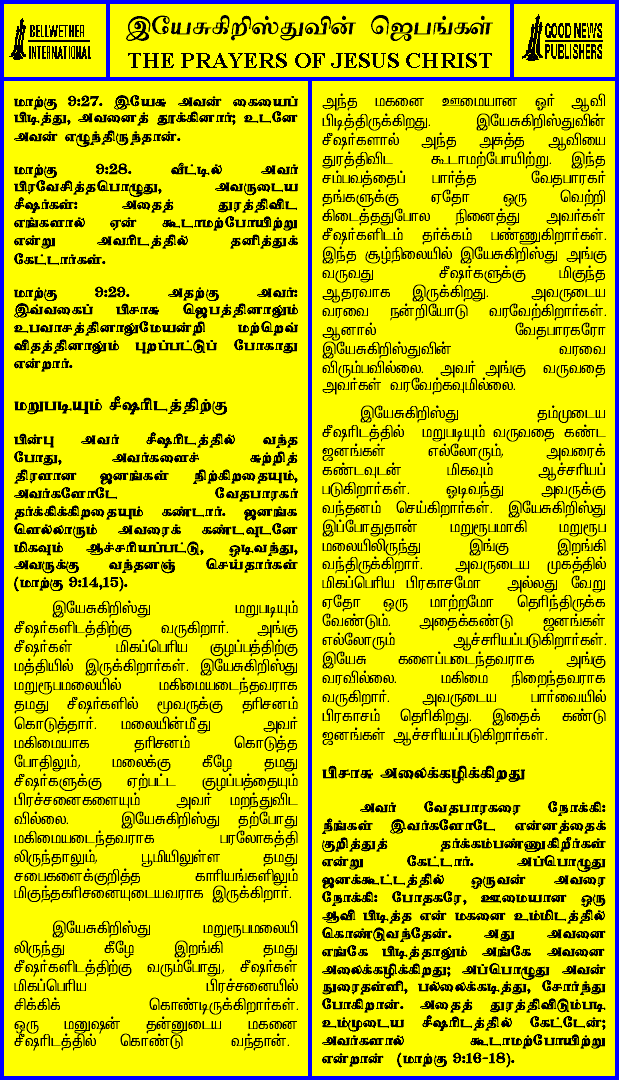 BELLWETHER
INTERNATIONAL
இயேசுகிறிஸ்துவின் ஜெபங்கள்
THE PRAYERS OF JESUS CHRIST
GOOD NEWS
PUBLISHERS
மாற்கு 9:27. இயேசு அவன் கையைப்
பிடித்து, அவனைத் தூக்கினார்; உடனே
அவன் எழுந்திருந்தான்.
மாற்கு 9:28. வீட்டில் அவர்
பிரவேசித்தபொழுது, அவருடைய
சீஷர்கள்: அதைத் துரத்திவிட
எங்களால் ஏன் கூடாமற்போயிற்று
என்று அவரிடத்தில் தனித்துக்
கேட்டார்கள்.
மாற்கு 9:29. அதற்கு அவர்:
இவ்வகைப் பிசாசு ஜெபத்தினாலும்
உபவாசத்தினாலுமேயன்றி மற்றெவ்
விதத்தினாலும் புறப்பட்டுப் போகாது
என்றார்.
மறுபடியும் சீஷரிடத்திற்கு
பின்பு அவர் சீஷரிடத்தில் வந்த
போது, அவர்களைச் சுற்றித்
திரளான ஜனங்கள் நிற்கிறதையும்,
அவர்களோடே வேதபாரகர்
தர்க்கிக்கிறதையும் கண்டார். ஜனங்க
ளெல்லாரும் அவரைக் கண்டவுடனே
மிகவும் ஆச்சரியப்பட்டு, ஒடிவந்து,
அவருக்கு வந்தனஞ் செய்தார்கள்
(மாற்கு 9:14,15).
இயேசுகிறிஸ்து மறுபடியும்
சீஷர்களிடத்திற்கு வருகிறார். அங்கு
சீஷர்கள் மிகப்பெரிய குழப்பத்திற்கு
மத்தியில் இருக்கிறார்கள். இயேசுகிறிஸ்து
மறுரூபமலையில் மகிமையடைந்தவராக
தமது சீஷர்களில் மூவருக்கு தரிசனம்
கொடுத்தார். மலையின்மீது அவர்
மகிமையாக தரிசனம் கொடுத்த
போதிலும், மலைக்கு கீழே தமது
சீஷர்களுக்கு ஏற்பட்ட குழப்பத்தையும்
பிரச்சனைகளையும் அவர் மறந்துவிட
வில்லை. இயேசுகிறிஸ்து தற்போது
மகிமையடைந்தவராக பரலோகத்தி
லிருந்தாலும், பூமியிலுள்ள தமது
சபைகளைக்குறித்த காரியங்களிலும்
மிகுந்தகரிசனையுடையவராக இருக்கிறார்.
இயேசுகிறிஸ்து மறுரூபமலையி
லிருந்து கீழே இறங்கி தமது
சீஷர்களிடத்திற்கு வரும்போது, சீஷர்கள்
மிகப்பெரிய பிரச்சனையில்
சிக்கிக் கொண்டிருக்கிறார்கள்.
ஒரு மனுஷன் தன்னுடைய மகனை
சீஷரிடத்தில் கொண்டு வந்தான்.
அந்த மகனை ஊமையான ஓர் ஆவி
பிடித்திருக்கிறது. இயேசுகிறிஸ்துவின்
சீஷர்களால் அந்த அசுத்த ஆவியை
துரத்திவிட கூடாமற்போயிற்று. இந்த
சம்பவத்தைப் பார்த்த வேதபாரகர்
தங்களுக்கு ஏதோ ஒரு வெற்றி
கிடைத்ததுபோல நினைத்து அவர்கள்
சீஷர்களிடம் தர்க்கம் பண்ணுகிறார்கள்.
இந்த சூழ்நிலையில் இயேசுகிறிஸ்து அங்கு
வருவது சீஷர்களுக்கு மிகுந்த
ஆதரவாக இருக்கிறது. அவருடைய
வரவை நன்றியோடு வரவேற்கிறார்கள்.
ஆனால் வேதபாரகரோ
இயேசுகிறிஸ்துவின் வரவை
விரும்பவில்லை. அவர் அங்கு வருவதை
அவர்கள் வரவேற்கவுமில்லை.
இயேசுகிறிஸ்து தம்முடைய
சீஷரிடத்தில் மறுபடியும் வருவதை கண்ட
ஜனங்கள் எல்லோரும், அவரைக்
கண்டவுடன் மிகவும் ஆச்சரியப்
படுகிறார்கள். ஓடிவந்து அவருக்கு
வந்தனம் செய்கிறார்கள். இயேசுகிறிஸ்து
இப்போதுதான் மறுரூபமாகி மறுரூப
மலையிலிருந்து இங்கு இறங்கி
வந்திருக்கிறார். அவருடைய முகத்தில்
மிகப்பெரிய பிரகாசமோ அல்லது வேறு
ஏதோ ஒரு மாற்றமோ தெரிந்திருக்க
வேண்டும். அதைக்கண்டு ஜனங்கள்
எல்லோரும் ஆச்சரியப்படுகிறார்கள்.
இயேசு களைப்படைந்தவராக அங்கு
வரவில்லை. மகிமை நிறைந்தவராக
வருகிறார். அவருடைய பார்வையில்
பிரகாசம் தெரிகிறது. இதைக் கண்டு
ஜனங்கள் ஆச்சரியப்படுகிறார்கள்.
பிசாசு அலைக்கழிக்கிறது
அவர் வேதபாரகரை நோக்கி:
நீங்கள் இவர்களோடே என்னத்தைக்
குறித்துத் தர்க்கம்பண்ணுகிறீர்கள்
என்று கேட்டார். அப்பொழுது
ஜனக்கூட்டத்தில் ஒருவன் அவரை
நோக்கி: போதகரே, ஊமையான ஒரு
ஆவி பிடித்த என் மகனை உம்மிடத்தில்
கொண்டுவந்தேன். அது அவனை
எங்கே பிடித்தாலும் அங்கே அவனை
அலைக்கழிக்கிறது; அப்பொழுது அவன்
நுரைதள்ளி, பல்லைக்கடித்து, சோர்ந்து
போகிறான். அதைத் துரத்திவிடும்படி
உம்முடைய சீஷரிடத்தில் கேட்டேன்;
அவர்களால் கூடாமற்போயிற்று
என்றான் (மாற்கு 9:16-18).